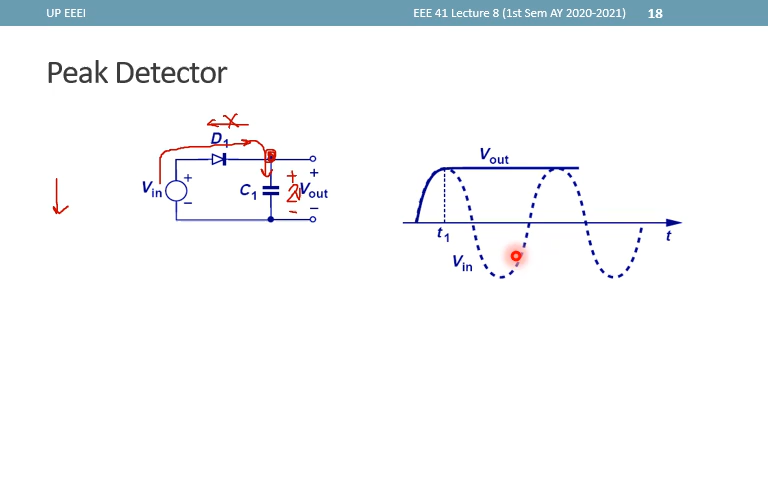 UP EEEI
EEE 41 Lecture 8 (1st Sem AY 2020-2021) 18
Peak Detector
X
D1
Vin
+
−
C1
+
2
−
+
Vout
−
Vout
t1
t
Vin